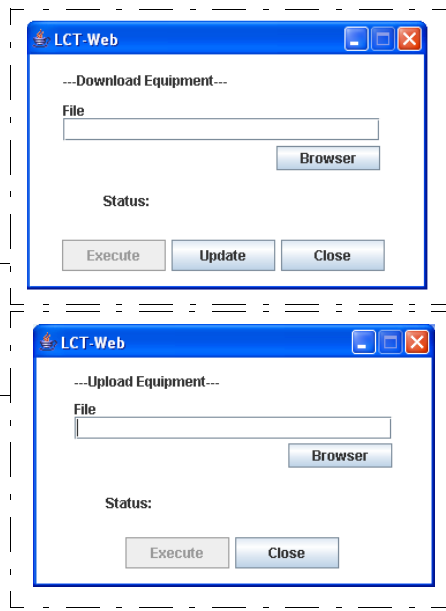 LCT-Web
---Download Equipment---
File
Browser
Status:
Execute Update Close
LCT-Web
---Upload Equipment---
File
Browser
Status:
Execute Close